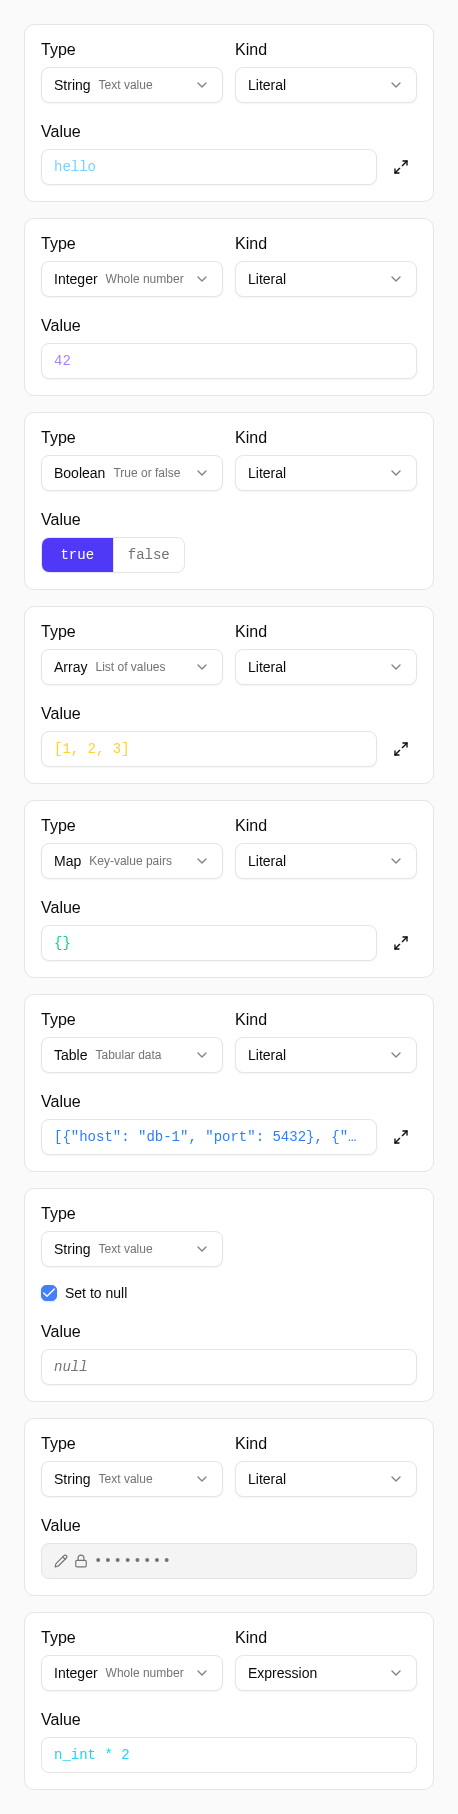 Type Kind
String Text value Literal
Value
hello
Type Kind
Integer Whole number Literal
Value
42
Type Kind
Boolean True or false Literal
Value
true false
Type Kind
Array List of values Literal
Value
[1, 2, 3]
Type Kind
Map Key-value pairs Literal
Value
{}
Type Kind
Table Tabular data Literal
Value
[{"host": "db-1", "port": 5432}, {"…
Type
String Text value
Set to null
Value
null
Type Kind
String Text value Literal
Value
••••••••
Type Kind
Integer Whole number Expression
Value
n_int * 2